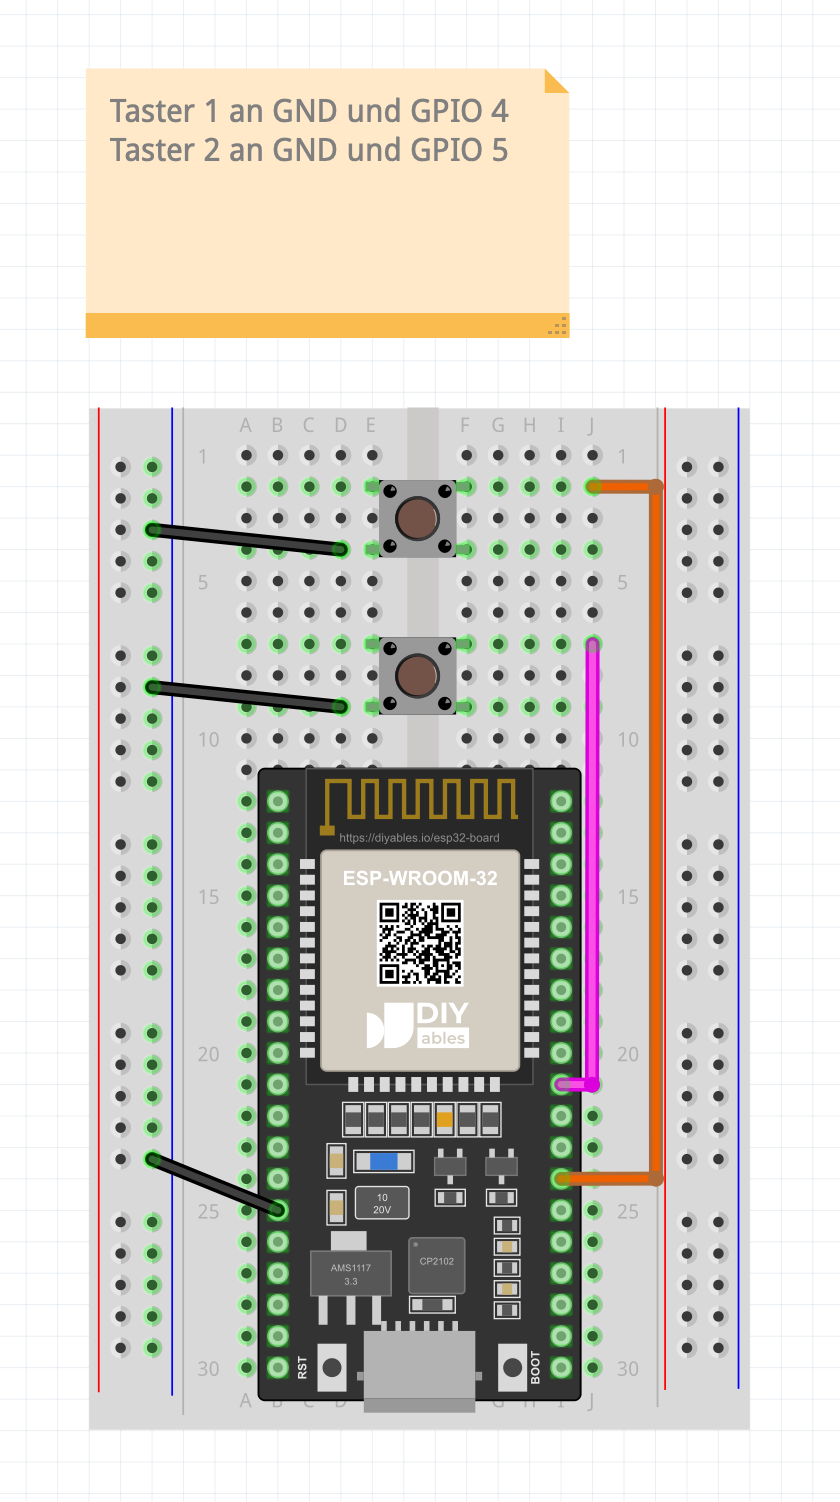 Taster 1 an GND und GPIO 4
Taster 2 an GND und GPIO 5
A B C D E F G H I J
1 1
5 5
10 10
https://diyables.io/esp32-board
ESP-WROOM-32
15 15
DIY
ables
20 20
10
20V
25 25
AMS1117
3.3
CP2102
RST
BOOT
30 30
A B C D G H I J